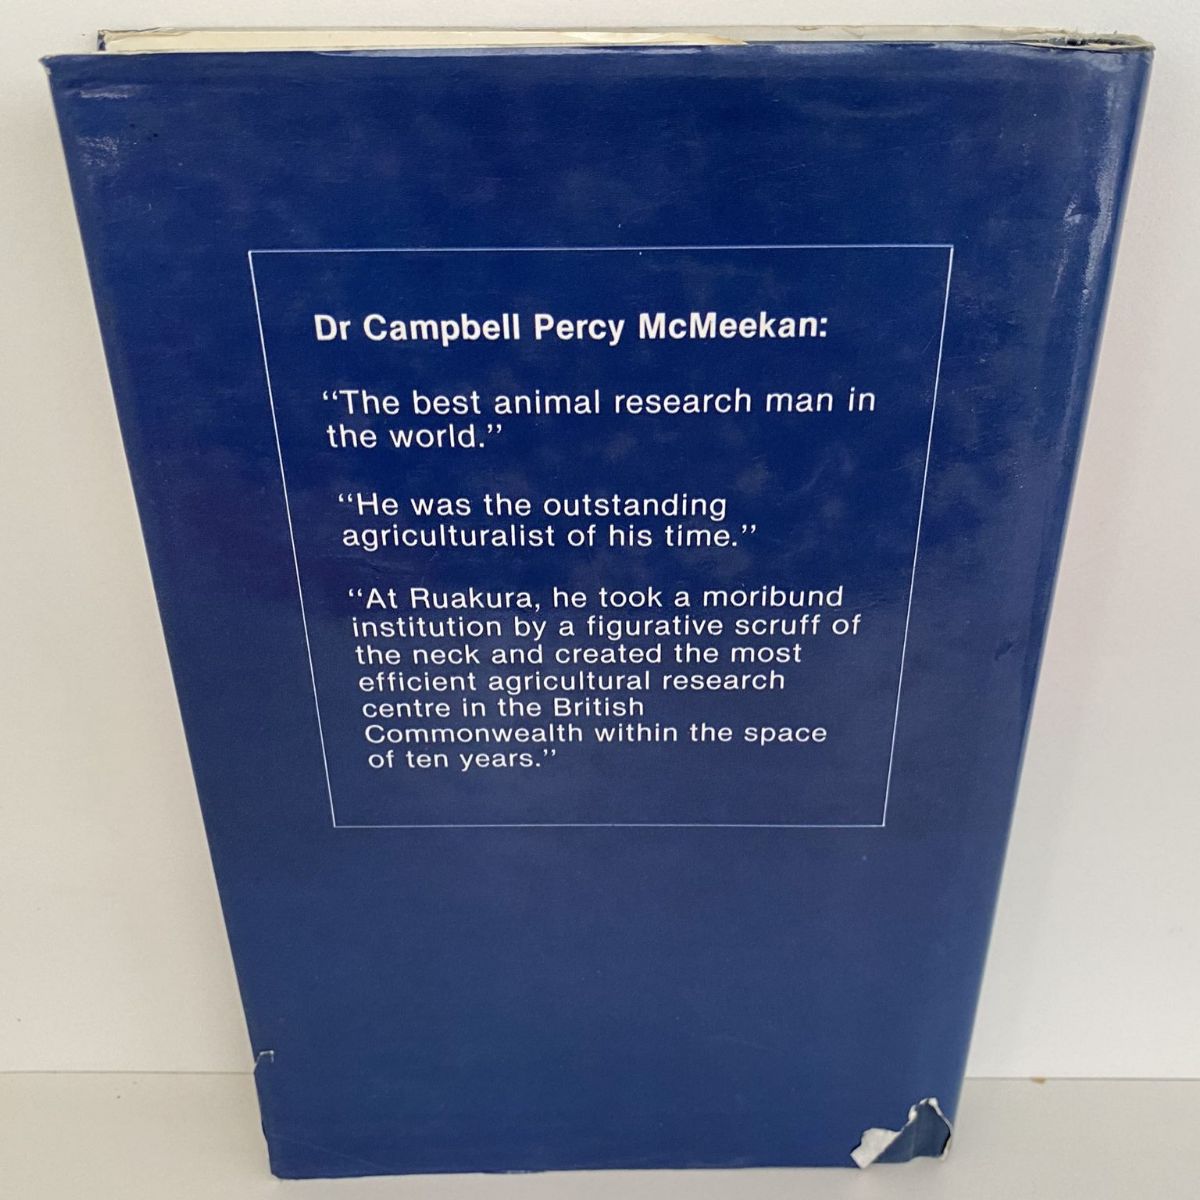 Dr Campbell Percy McMeekan:
“The best animal research man in
the world.”
“He was the outstanding
agriculturalist of his time.”
“At Ruakura, he took a moribund
institution by a figurative scruff of
the neck and created the most
efficient agricultural research
centre in the British
Commonwealth within the space
of ten years.”